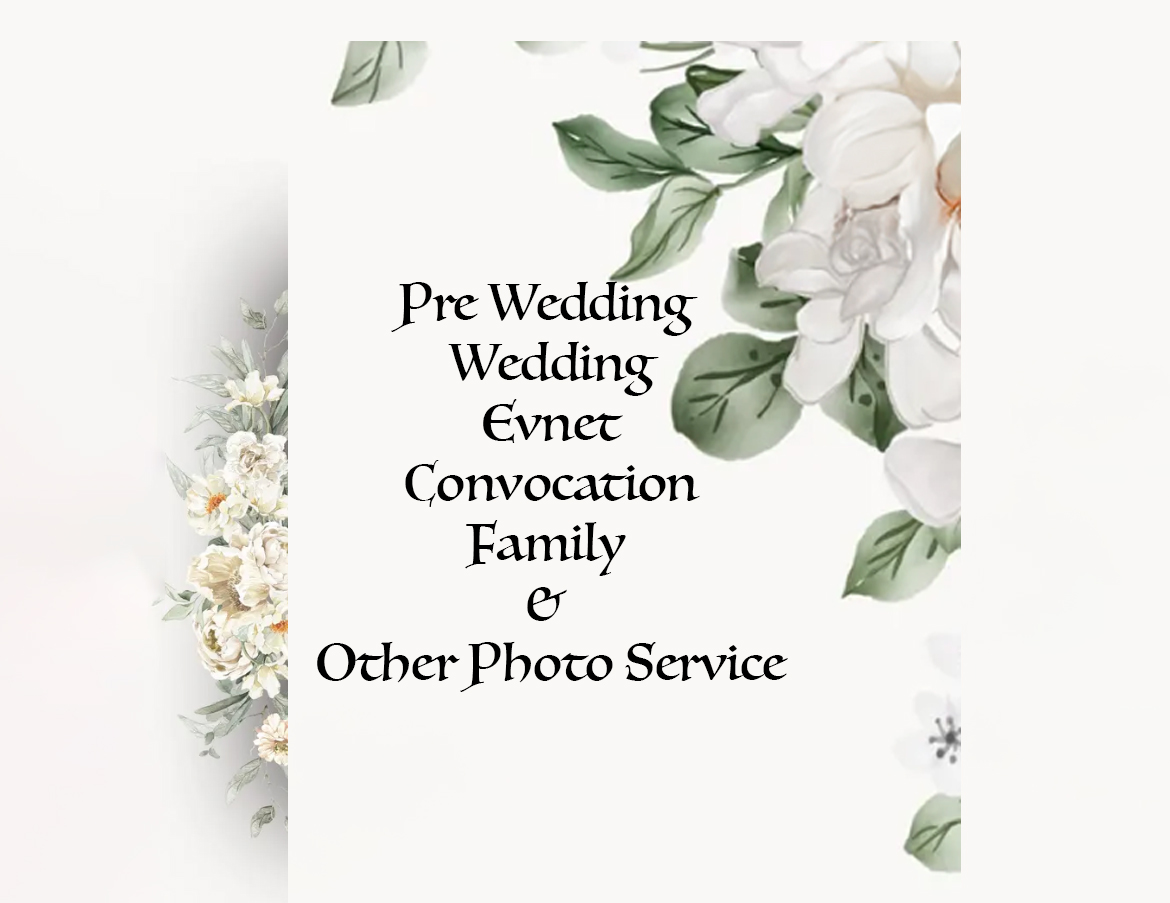 Pre Wedding
Wedding
Evnet
Convocation
Family
&
Other Photo Service